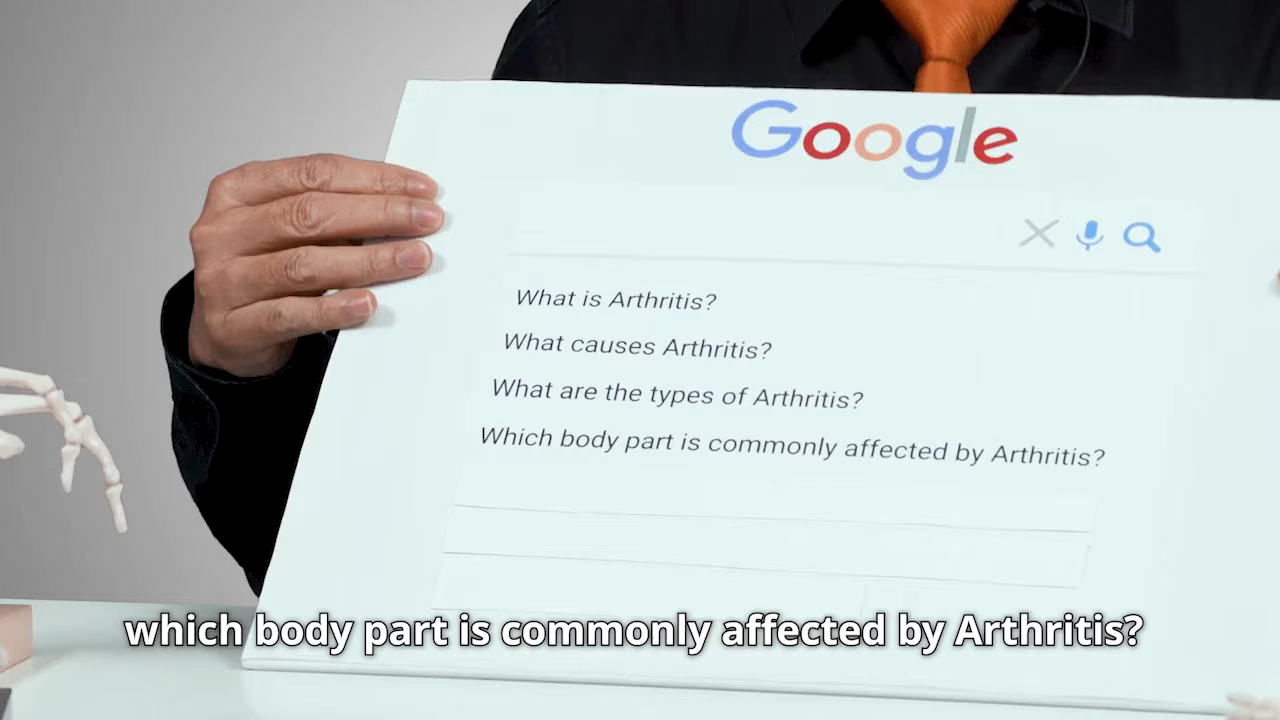 Google
What is Arthritis?
What causes Arthritis?
What are the types of Arthritis?
Which body part is commonly affected by Arthritis?
which body part is commonly affected by Arthritis?